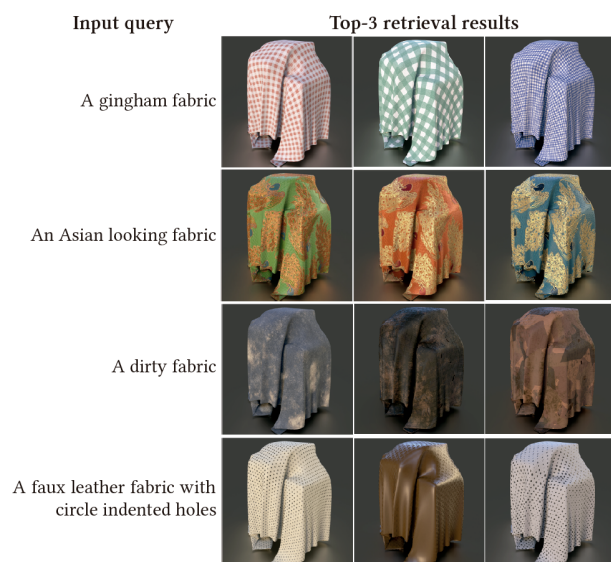 Input query
Top-3 retrieval results
A gingham fabric
An Asian looking fabric
A dirty fabric
A faux leather fabric with
circle indented holes